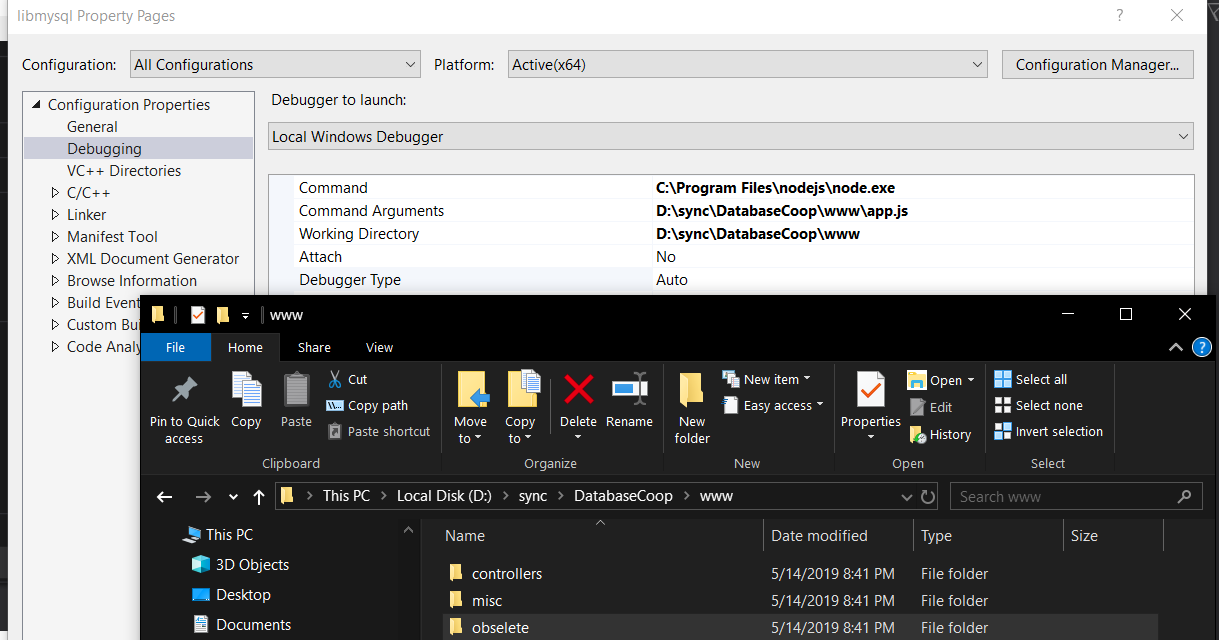 libmysql Property Pages
?
Configuration: All Configurations Platform: Active(x64) Configuration Manager...
Configuration Properties
General
Debugging
VC++ Directories
C/C++
Linker
Manifest Tool
XML Document Generator
Browse Information
Build Event
Custom Bu
Code Analy
Debugger to launch:
Local Windows Debugger
Command C:\Program Files\nodejs\node.exe
Command Arguments D:\sync\DatabaseCoop\www\app.js
Working Directory D:\sync\DatabaseCoop\www
Attach No
Debugger Type Auto
www
File Home Share View ?
Pin to Quick access
Copy
Paste
Cut
Copy path
Paste shortcut
Clipboard
Move to
Copy to
Delete
Rename
Organize
New folder
New item
Easy access
New
Properties
Open
Edit
History
Open
Select all
Select none
Invert selection
Select
This PC Local Disk (D:) sync DatabaseCoop www Search www
This PC
3D Objects
Desktop
Documents
Name Date modified Type Size
controllers 5/14/2019 8:41 PM File folder
misc 5/14/2019 8:41 PM File folder
obselete 5/14/2019 8:41 PM File folder